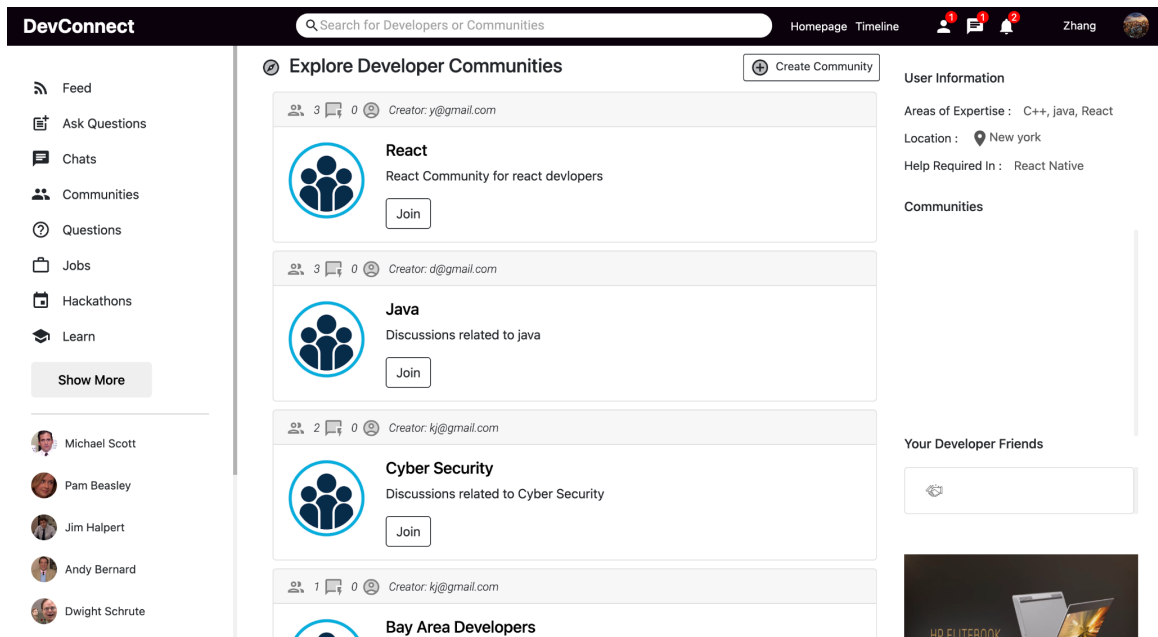 DevConnect
Search for Developers or Communities
Homepage Timeline
1
1
2
Zhang
Feed
Ask Questions
Chats
Communities
Questions
Jobs
Hackathons
Learn
Show More
Michael Scott
Pam Beasley
Jim Halpert
Andy Bernard
Dwight Schrute
Explore Developer Communities
Create Community
3 0 Creator: y@gmail.com
React
React Community for react devlopers
Join
3 0 Creator: d@gmail.com
Java
Discussions related to java
Join
2 0 Creator: kj@gmail.com
Cyber Security
Discussions related to Cyber Security
Join
1 0 Creator: kj@gmail.com
Bay Area Developers
User Information
Areas of Expertise : C++, java, React
Location : New york
Help Required In : React Native
Communities
Your Developer Friends
HP ELITEBOOK